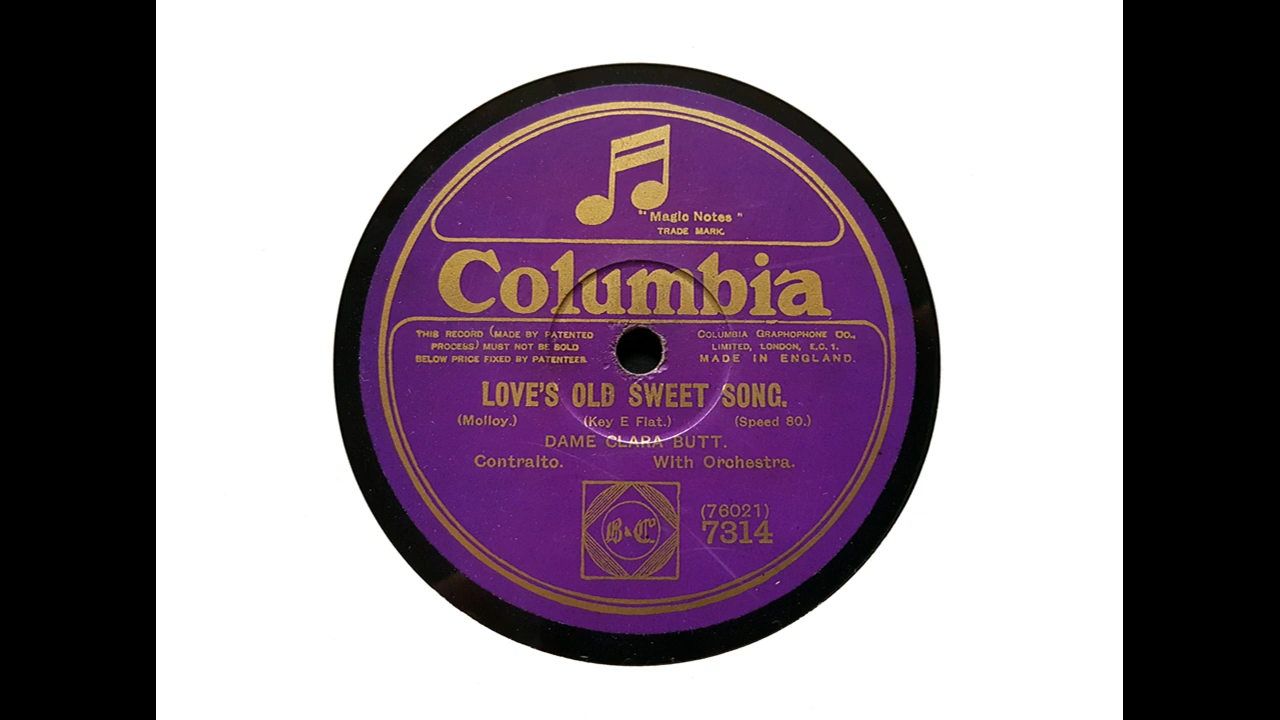 "Magic Notes"
TRADE MARK.
Columbia
THIS RECORD (MADE BY PATENTED
PROCESS) MUST NOT BE SOLD
BELOW PRICE FIXED BY PATENTEES.
COLUMBIA GRAPHOPHONE CO.,
LIMITED, LONDON, E.C.1.
MADE IN ENGLAND.
LOVE'S OLD SWEET SONG.
(Molloy.) (Key E Flat.) (Speed 80.)
DAME CLARA BUTT.
Contralto. With Orchestra.
B & Co
(76021)
7314